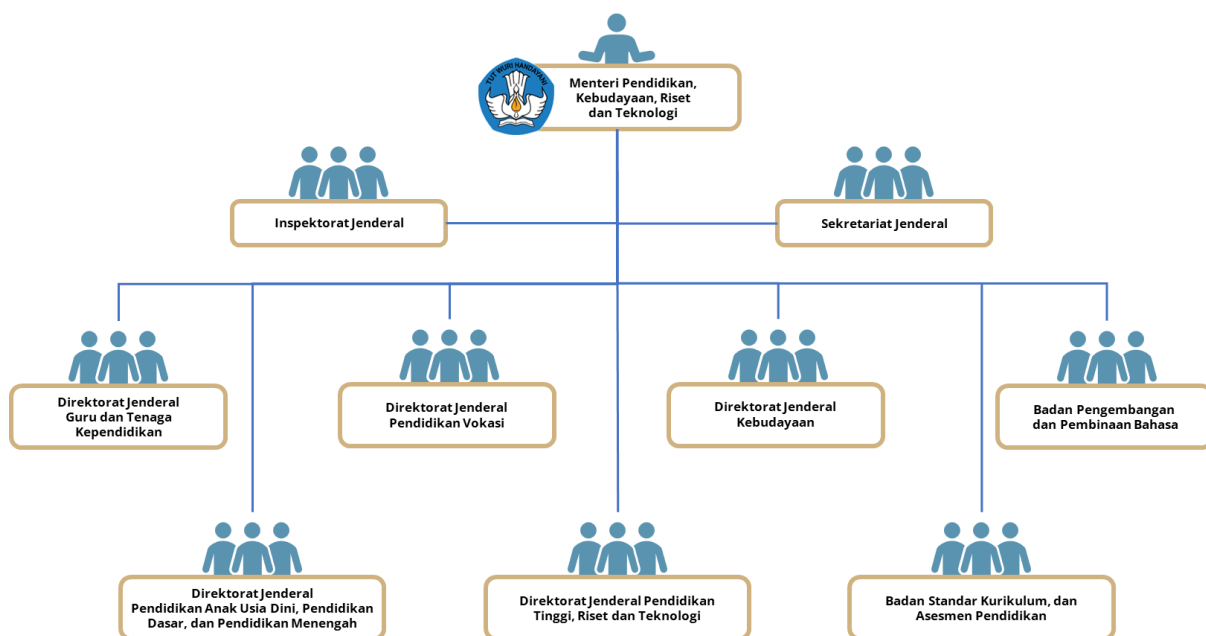 TUT WURI HANDAYANI
Menteri Pendidikan,
Kebudayaan, Riset
dan Teknologi
Inspektorat Jenderal
Sekretariat Jenderal
Direktorat Jenderal
Guru dan Tenaga
Kependidikan
Direktorat Jenderal
Pendidikan Vokasi
Direktorat Jenderal
Kebudayaan
Badan Pengembangan
dan Pembinaan Bahasa
Direktorat Jenderal
Pendidikan Anak Usia Dini, Pendidikan
Dasar, dan Pendidikan Menengah
Direktorat Jenderal Pendidikan
Tinggi, Riset dan Teknologi
Badan Standar Kurikulum, dan
Asesmen Pendidikan